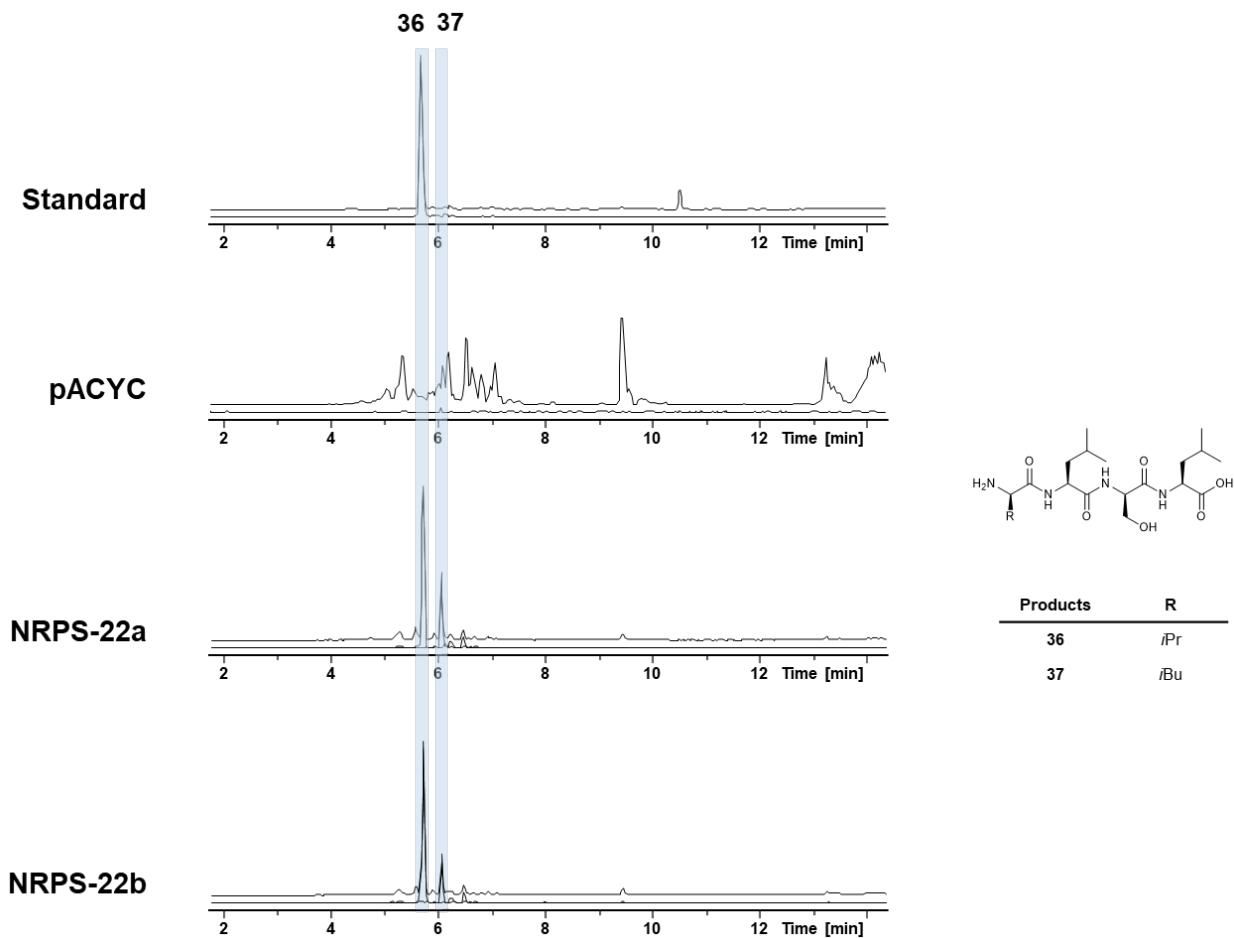 36 37
Standard
2 4 6 8 10 12 Time [min]
pACYC
2 4 6 8 10 12 Time [min]
O O
H₂N N H N H N H OH
R O OH O
Products R
36 iPr
37 iBu
NRPS-22a
2 4 6 8 10 12 Time [min]
NRPS-22b
2 4 6 8 10 12 Time [min]